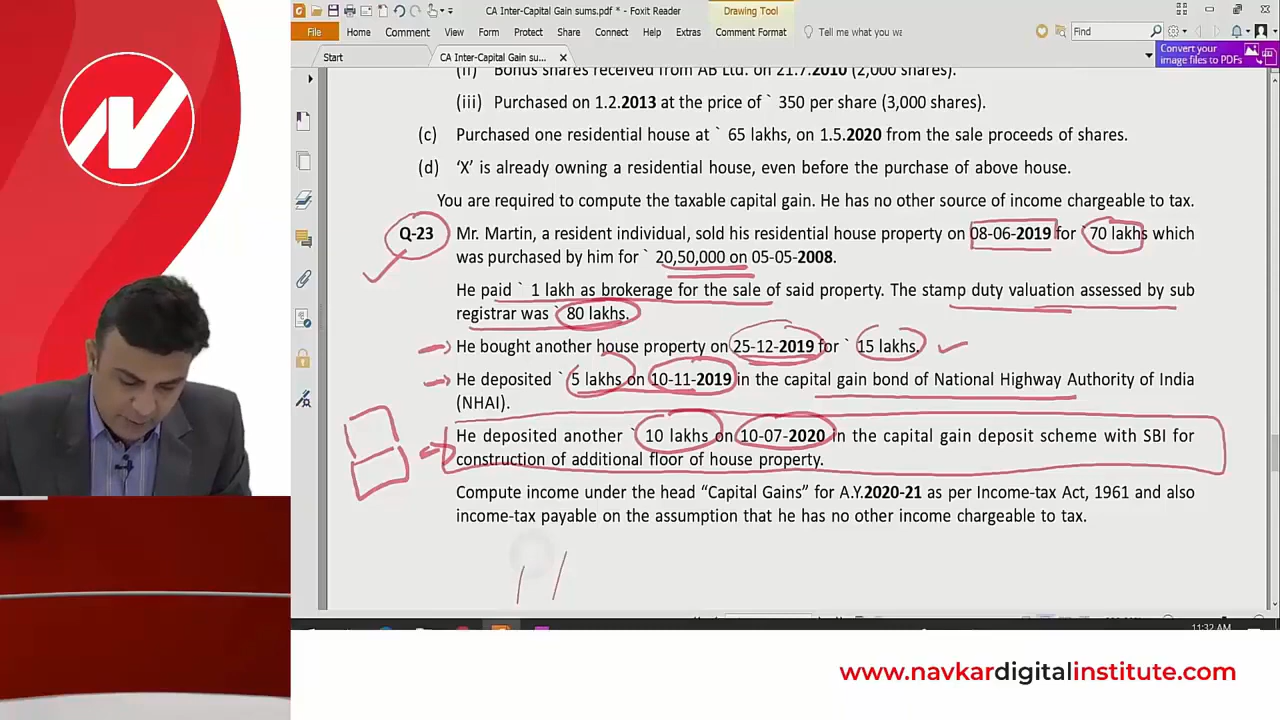 CA Inter-Capital Gain sums.pdf * - Foxit Reader
Drawing Tool
File Home Comment View Form Protect Share Connect Help Extras Comment Format Tell me what you wa Find
Start
CA Inter-Capital Gain su...
Convert your
image files to PDFs
(ii) Bonus shares received from AB Ltd. on 21.7.2010 (2,000 shares).
(iii) Purchased on 1.2.2013 at the price of ` 350 per share (3,000 shares).
(c) Purchased one residential house at ` 65 lakhs, on 1.5.2020 from the sale proceeds of shares.
(d) ‘X’ is already owning a residential house, even before the purchase of above house.
You are required to compute the taxable capital gain. He has no other source of income chargeable to tax.
Q-23 Mr. Martin, a resident individual, sold his residential house property on 08-06-2019 for ` 70 lakhs which
was purchased by him for ` 20,50,000 on 05-05-2008.
He paid ` 1 lakh as brokerage for the sale of said property. The stamp duty valuation assessed by sub
registrar was ` 80 lakhs.
He bought another house property on 25-12-2019 for ` 15 lakhs.
He deposited ` 5 lakhs on 10-11-2019 in the capital gain bond of National Highway Authority of India
(NHAI).
He deposited another ` 10 lakhs on 10-07-2020 in the capital gain deposit scheme with SBI for
construction of additional floor of house property.
Compute income under the head “Capital Gains” for A.Y.2020-21 as per Income-tax Act, 1961 and also
income-tax payable on the assumption that he has no other income chargeable to tax.
11:32 AM
www.navkardigitalinstitute.com